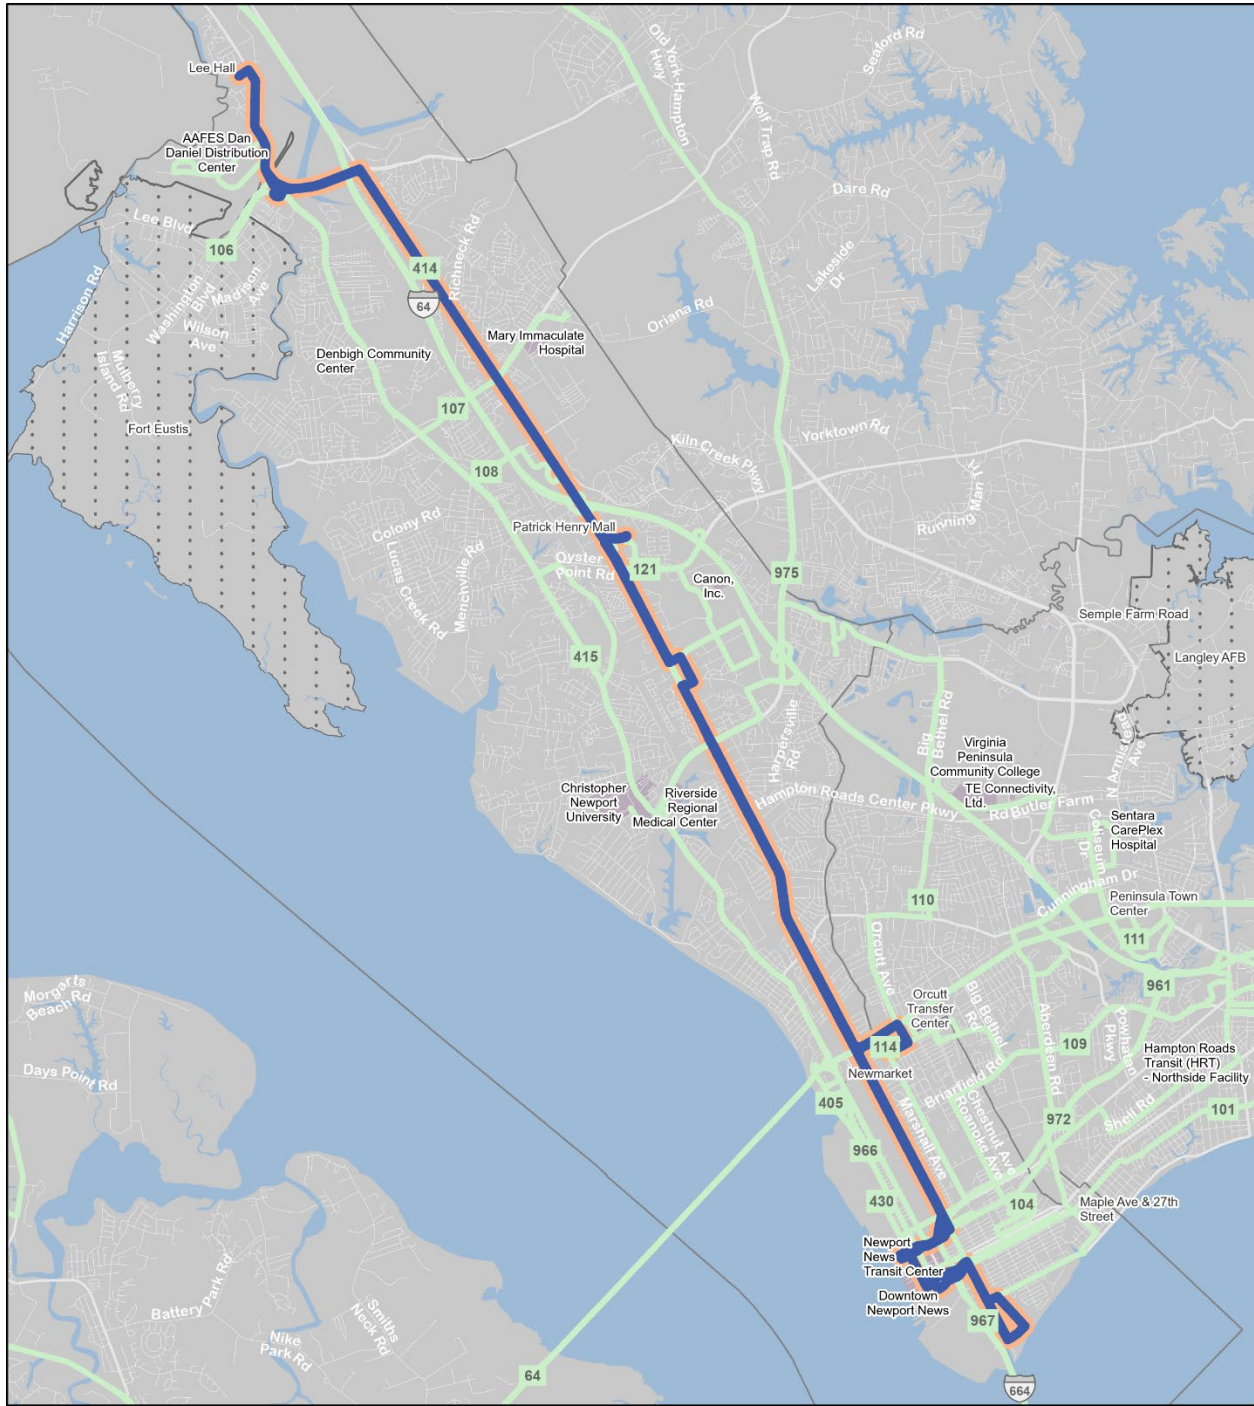 Old York-Hampton
Hwy
Seaford Rd
Lee Hall
Wolf Trap Rd
AAFES Dan
Daniel Distribution
Center
Dare Rd
Lee Blvd
106
Harrison Rd
Washington
Blvd
Madison
Ave
Wilson
Ave
Mulberry
Island Rd
Fort Eustis
414
64
Richneck Rd
Lakeside
Dr
Oriana Rd
Mary Immaculate
Hospital
Denbigh Community
Center
107
108
Kiln Creek Pkwy
Yorktown Rd
Running Man Tr
Colony Rd
Lucas Creek Rd
Menchville Rd
Patrick Henry Mall
Oyster
Point Rd
121
Canon,
Inc.
975
Semple Farm Road
Langley AFB
415
Big
Bethel Rd
Harpersville
Rd
N Armistead
Ave
Virginia
Peninsula
Community College
TE Connectivity,
Ltd.
Christopher
Newport
University
Riverside
Regional
Medical Center
Hampton Roads Center Pkwy
Rd Butler Farm
Coliseum
Dr
Sentara
CarePlex
Hospital
Cunningham Dr
110
Peninsula Town
Center
111
Orcutt Ave
961
Morgarts
Beach Rd
Orcutt
Transfer
Center
Big Bethel
Rd
Aberdeen Rd
Powhatan
Pkwy
109
114
Hampton Roads
Transit (HRT)
- Northside Facility
Days Point Rd
Newmarket
Briarfield Rd
405
Marshall Ave
Chestnut Ave
Roanoke Ave
972
Shell Rd
101
966
430
104
Maple Ave & 27th
Street
Newport
News
Transit Center
Downtown
Newport News
967
Battery Park Rd
Nike
Park Rd
Smiths
Neck Rd
64
664